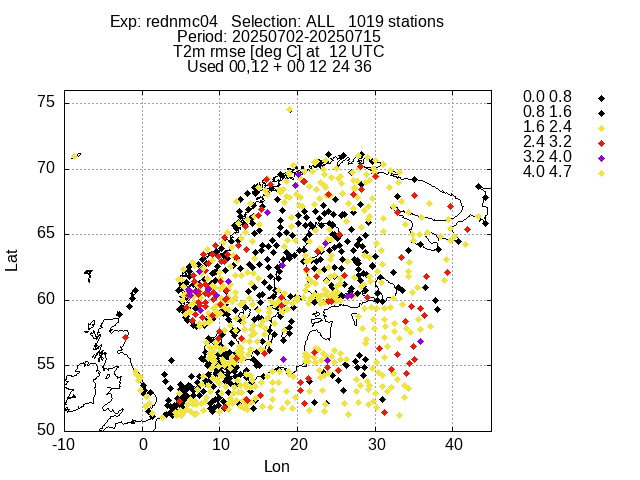 Exp: rednmc04   Selection: ALL   1019 stations
Period: 20250702-20250715
T2m rmse [deg C] at  12 UTC
Used 00,12 + 00 12 24 36
0.0 0.8
0.8 1.6
1.6 2.4
2.4 3.2
3.2 4.0
4.0 4.7
75
70
65
60
55
50
Lat
-10 0 10 20 30 40
Lon